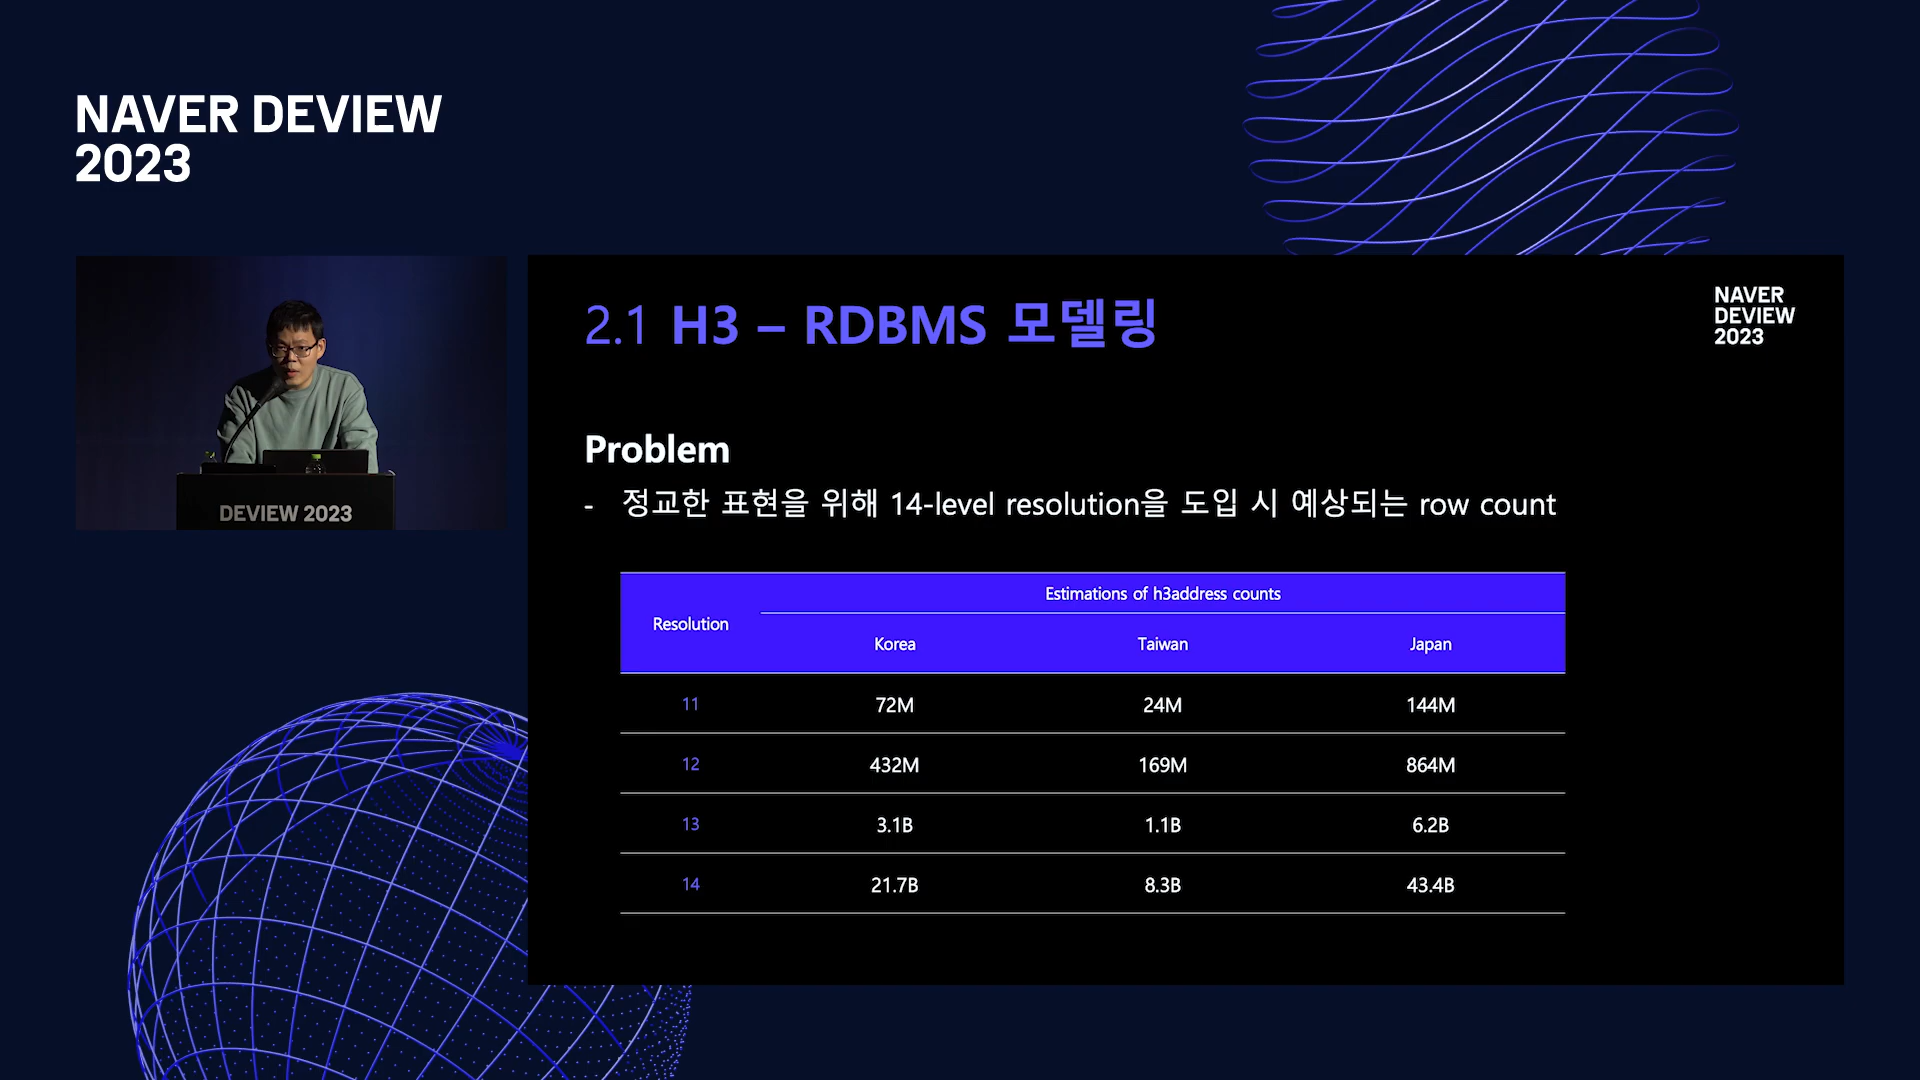 NAVER DEVIEW
2023
DEVIEW 2023
2.1 H3 – RDBMS 모델링
NAVER
DEVIEW
2023
Problem
- 정교한 표현을 위해 14-level resolution을 도입 시 예상되는 row count
Resolution
Estimations of h3address counts
Korea Taiwan Japan
11 72M 24M 144M
12 432M 169M 864M
13 3.1B 1.1B 6.2B
14 21.7B 8.3B 43.4B